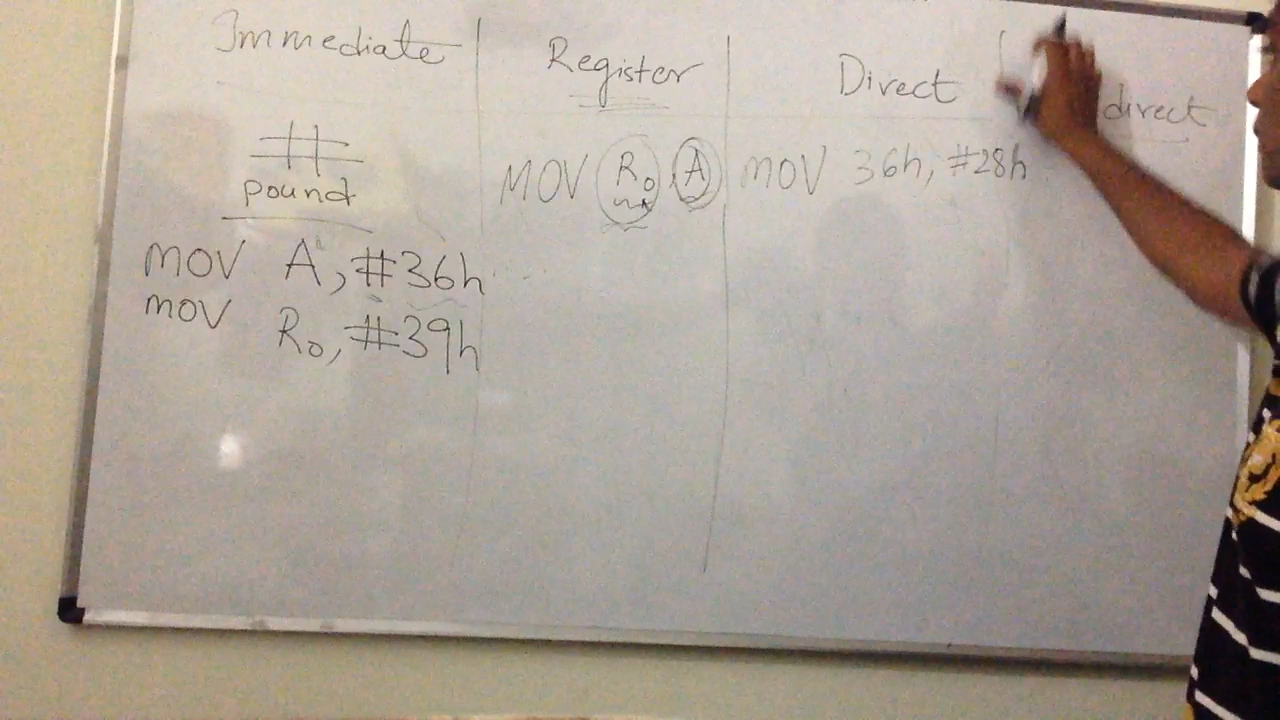 Immediate
#
pound
MOV A, #36h
MOV R0, #39h
Register
MOV R0, A
Direct
MOV 36h, #28h
direct